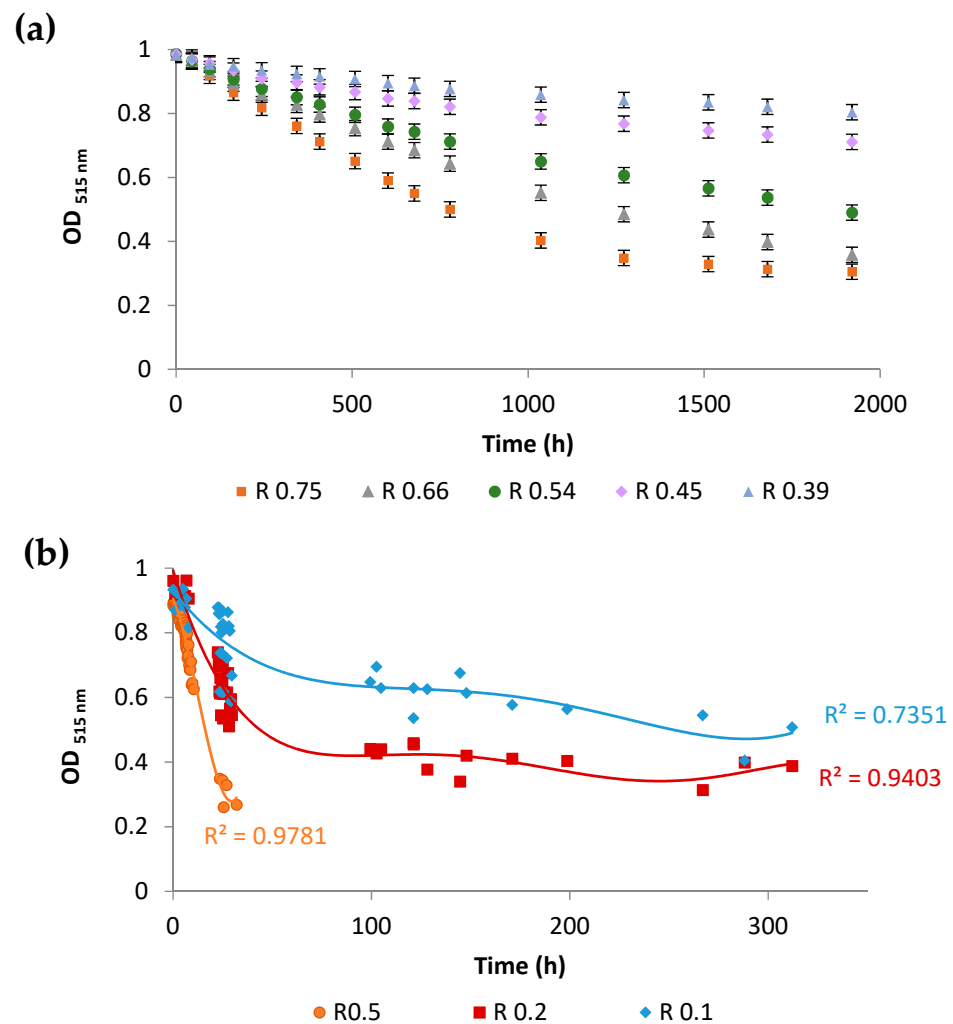 (a)
1
0.8
0.6
0.4
0.2
0
OD 515 nm
0 500 1000 1500 2000
Time (h)
R 0.75 R 0.66 R 0.54 R 0.45 R 0.39
(b)
1
0.8
0.6
0.4
0.2
0
OD 515 nm
R² = 0.7351
R² = 0.9403
R² = 0.9781
0 100 200 300
Time (h)
R0.5 R 0.2 R 0.1